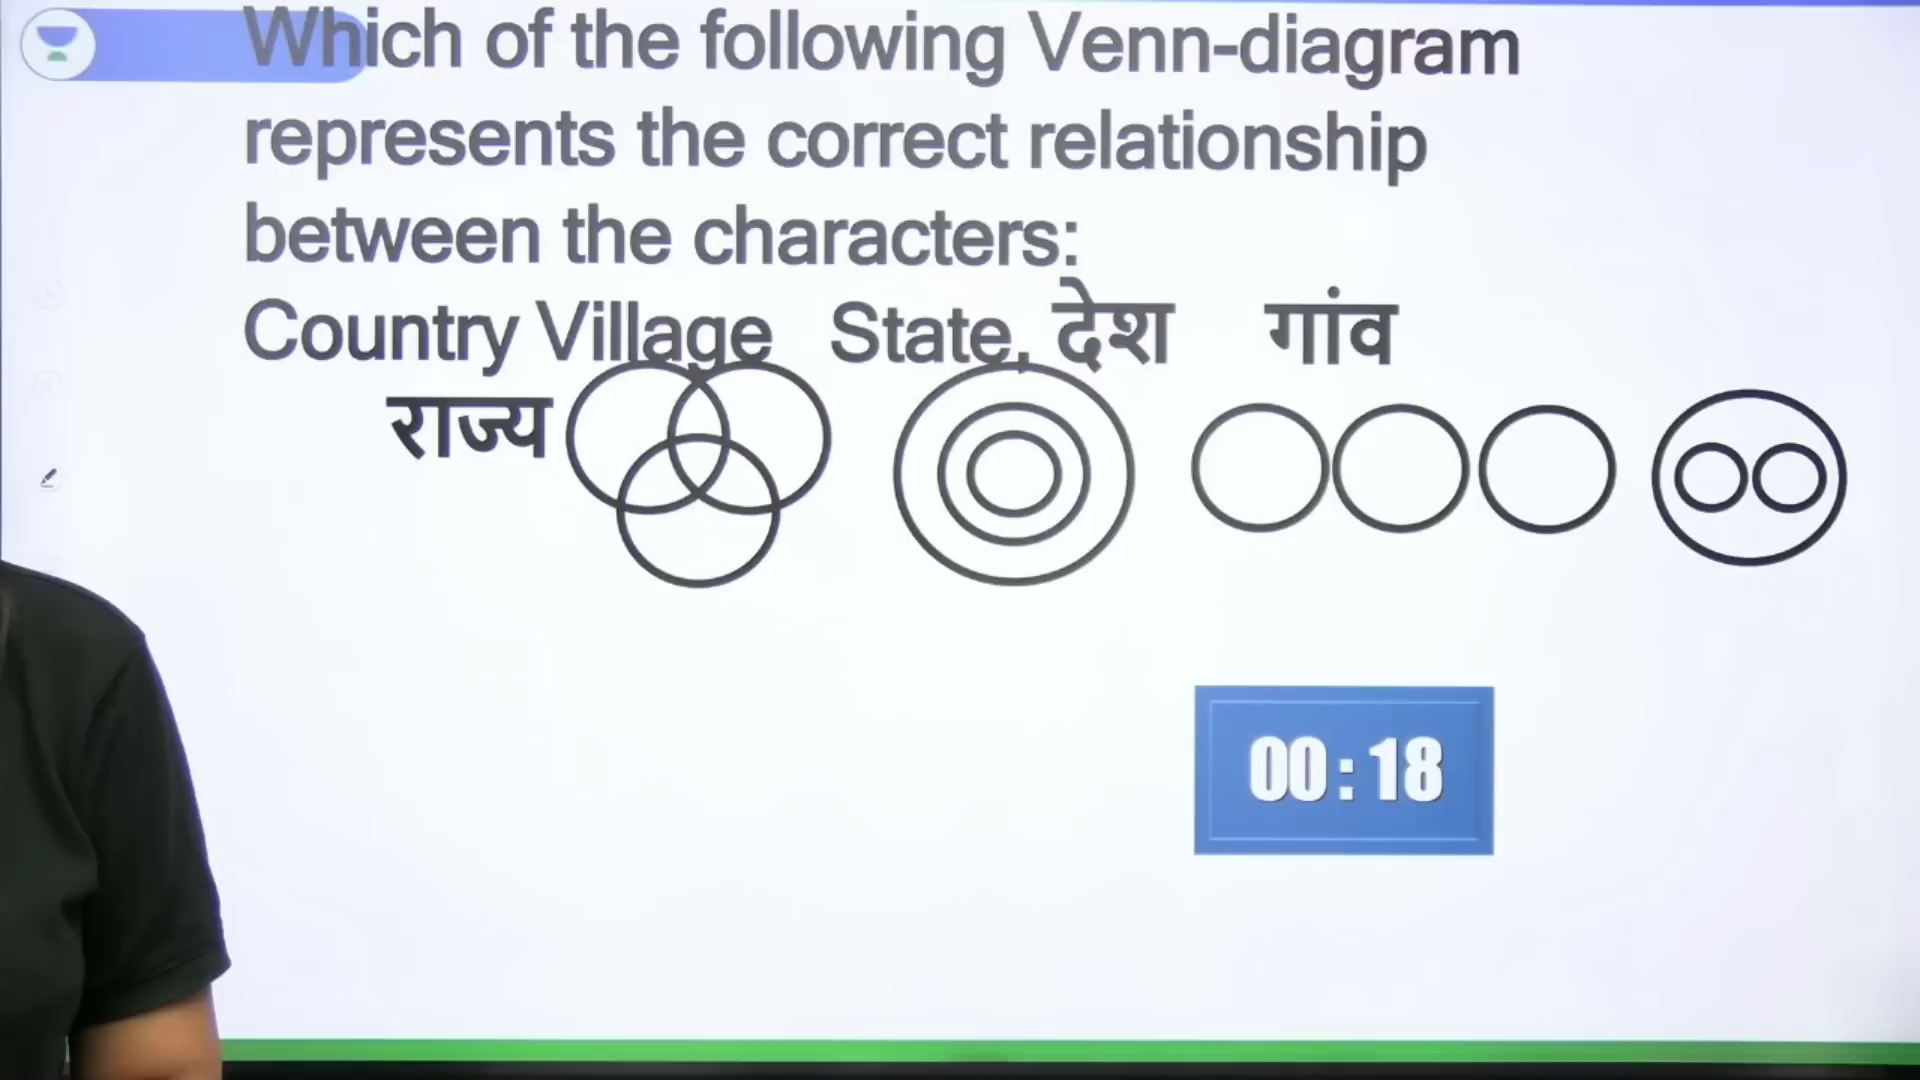 Which of the following Venn-diagram
represents the correct relationship
between the characters:
Country Village State, देश गांव
राज्य
00:18